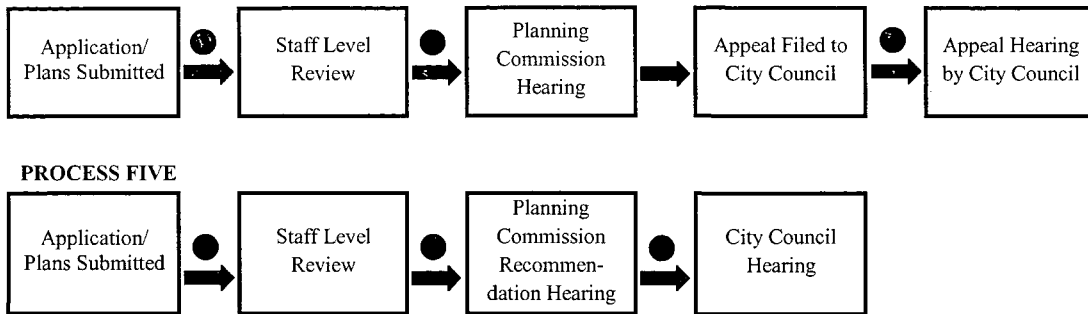 Application/
Plans Submitted
Staff Level
Review
Planning
Commission
Hearing
Appeal Filed to
City Council
Appeal Hearing
by City Council
PROCESS FIVE
Application/
Plans Submitted
Staff Level
Review
Planning
Commission
Recommen-
dation Hearing
City Council
Hearing